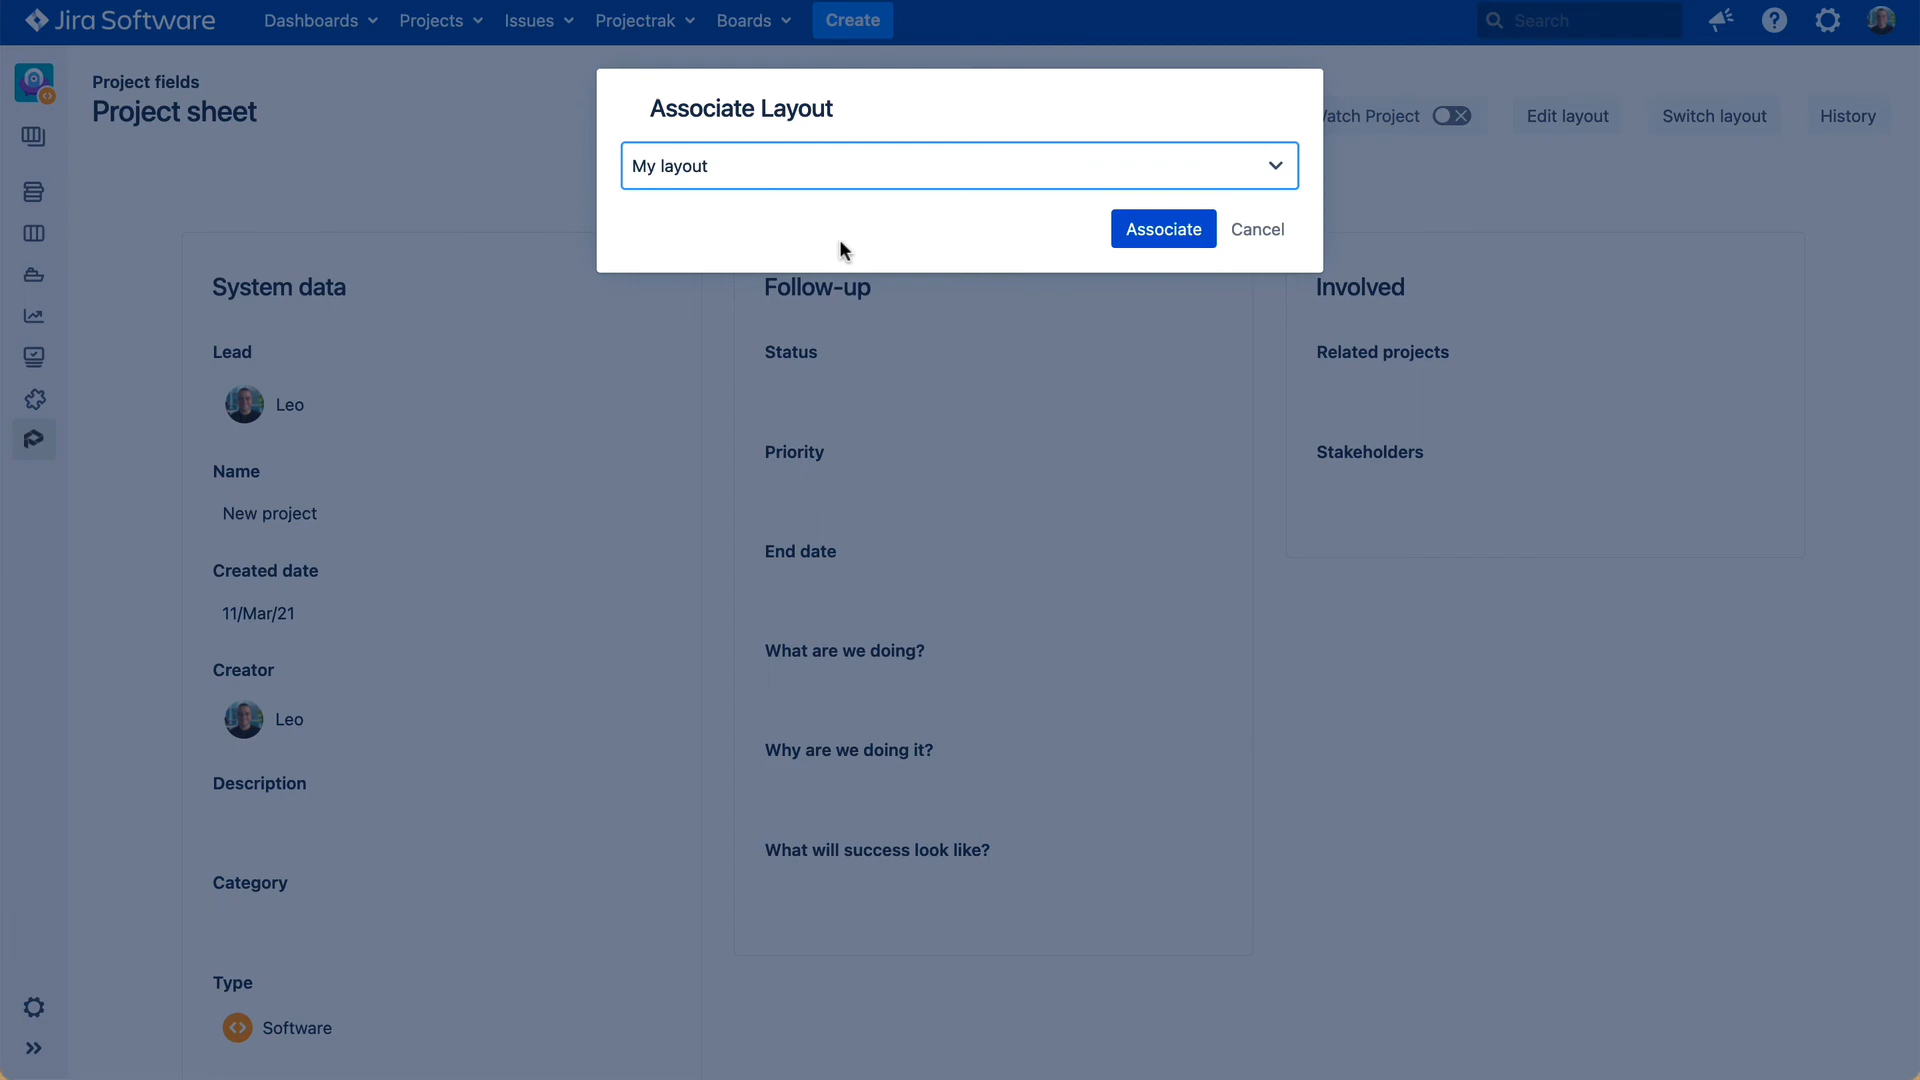 Jira Software
Dashboards
Projects
Issues
Projectrak
Boards
Create
Search
Project fields
Project sheet
Associate Layout
My layout
Associate
Cancel
Watch Project
Edit layout
Switch layout
History
System data
Lead
Leo
Name
New project
Created date
11/Mar/21
Creator
Leo
Description
Category
Type
Software
Follow-up
Status
Priority
End date
What are we doing?
Why are we doing it?
What will success look like?
Involved
Related projects
Stakeholders